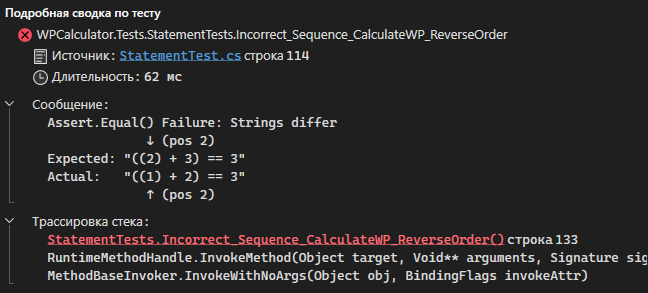 Подробная сводка по тесту
WPCalculator.Tests.StatementTests.Incorrect_Sequence_CalculateWP_ReverseOrder
Источник: StatementTest.cs строка 114
Длительность: 62 мс
Сообщение:
Assert.Equal() Failure: Strings differ
↓ (pos 2)
Expected: "((2) + 3) == 3"
Actual:   "((1) + 2) == 3"
↑ (pos 2)
Трассировка стека:
StatementTests.Incorrect_Sequence_CalculateWP_ReverseOrder() строка 133
RuntimeMethodHandle.InvokeMethod(Object target, Void** arguments, Signature sig
MethodBaseInvoker.InvokeWithNoArgs(Object obj, BindingFlags invokeAttr)